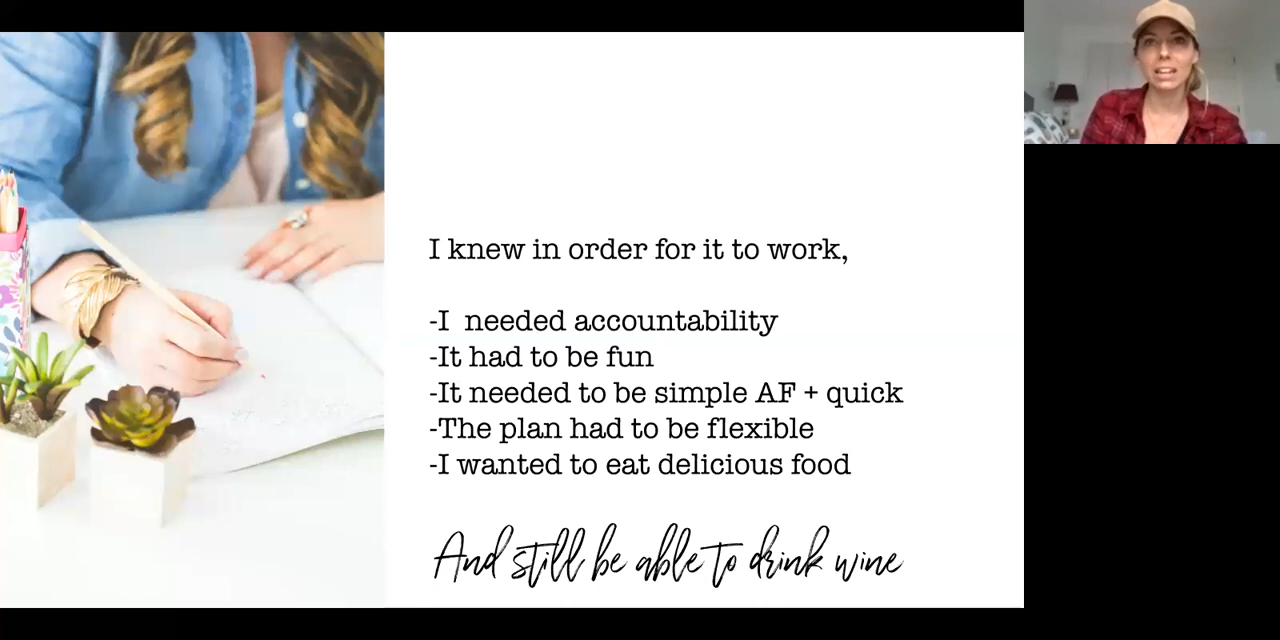 I knew in order for it to work,
-I needed accountability
-It had to be fun
-It needed to be simple AF + quick
-The plan had to be flexible
-I wanted to eat delicious food
And still be able to drink wine